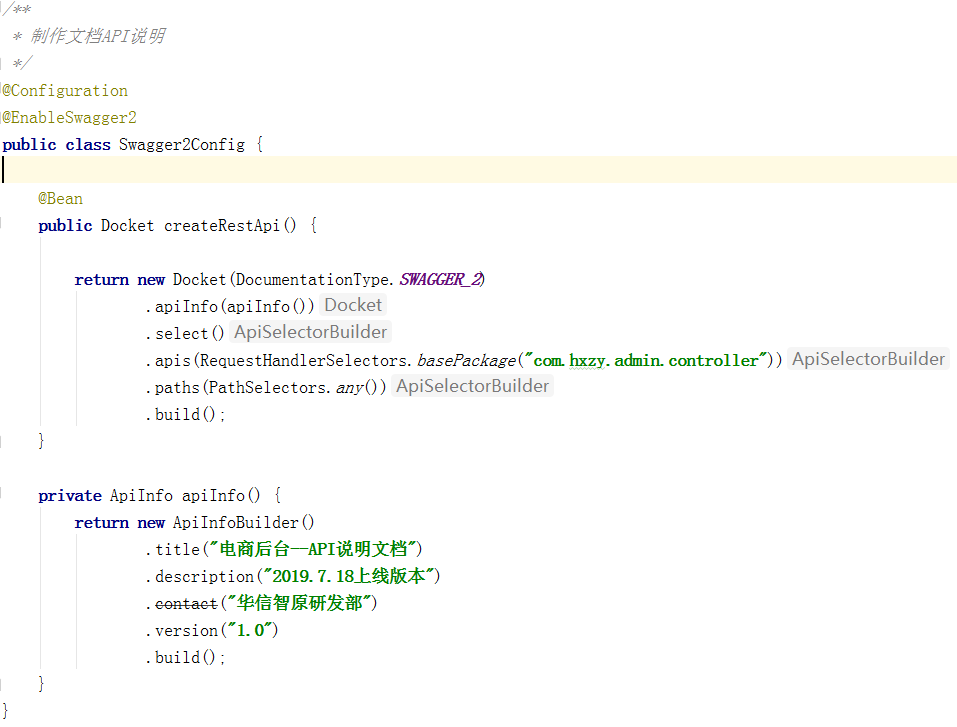 /**
 * 制作文档API说明
 */
@Configuration
@EnableSwagger2
public class Swagger2Config {
    @Bean
    public Docket createRestApi() {
        return new Docket(DocumentationType.SWAGGER_2)
                .apiInfo(apiInfo()) Docket
                .select() ApiSelectorBuilder
                .apis(RequestHandlerSelectors.basePackage("com.hxzy.admin.controller")) ApiSelectorBuilder
                .paths(PathSelectors.any()) ApiSelectorBuilder
                .build();
    }
    private ApiInfo apiInfo() {
        return new ApiInfoBuilder()
                .title("电商后台--API说明文档")
                .description("2019.7.18上线版本")
                .contact("华信智原研发部")
                .version("1.0")
                .build();
    }
}